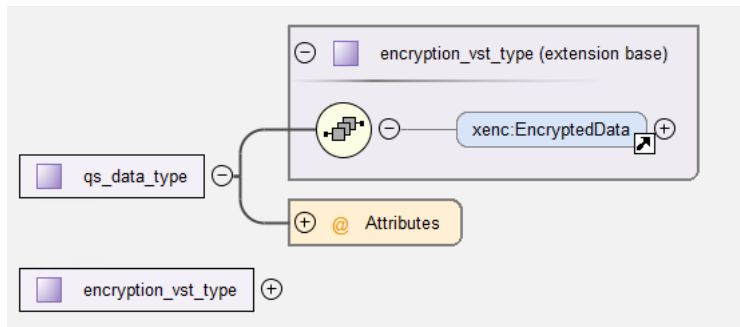 encryption_vst_type (extension base)
xenc:EncryptedData
qs_data_type
@ Attributes
encryption_vst_type